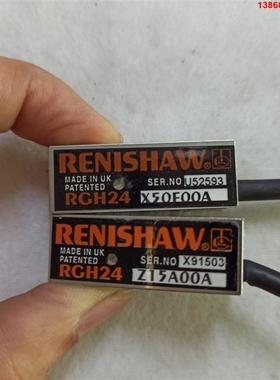 13860
RENISHAW®
MADE IN UK
PATENTED
SER.NO U52593
RGH24 X50F00A
RENISHAW®
MADE IN UK
PATENTED
SER.NO X91503
RGH24 Z15A00A